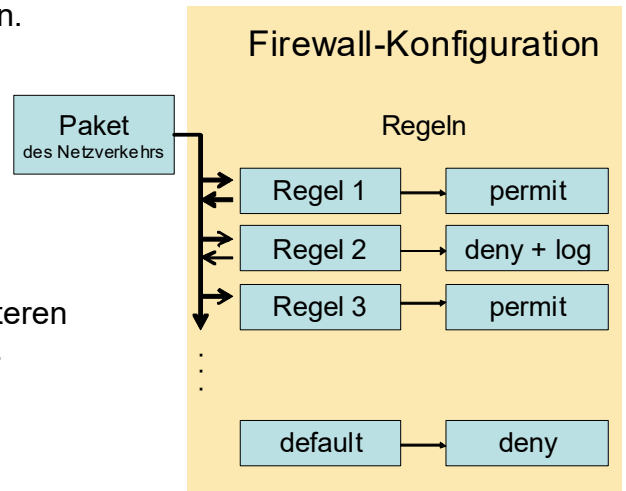 n.
Firewall-Konfiguration
Paket
des Netzverkehrs
Regeln
Regel 1
permit
Regel 2
deny + log
Regel 3
permit
teren
default
deny